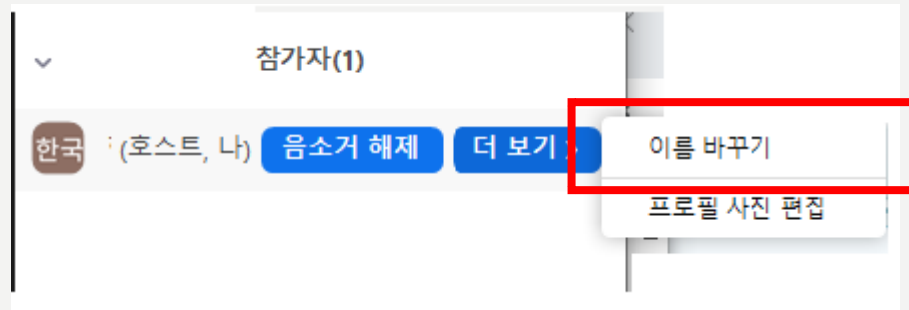 참가자(1)
한국 (호스트, 나) 음소거 해제 더 보기 >
이름 바꾸기
프로필 사진 편집